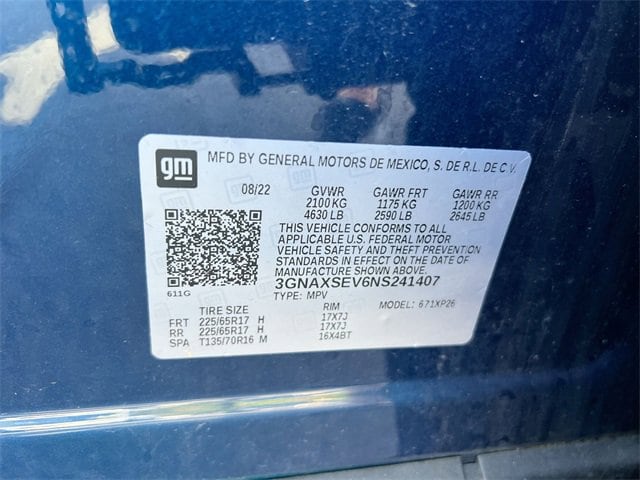 gm MFD BY GENERAL MOTORS DE MEXICO, S. DE R.L. DE C.V.
08/22 GVWR GAWR FRT GAWR RR
2100 KG 1175 KG 1200 KG
4630 LB 2590 LB 2645 LB
THIS VEHICLE CONFORMS TO ALL
APPLICABLE U.S. FEDERAL MOTOR
VEHICLE SAFETY AND THEFT PREVENTION
STANDARDS IN EFFECT ON THE DATE OF
MANUFACTURE SHOWN ABOVE.
3GNAXSEV6NS241407
611G
TYPE: MPV MODEL: 671XP26
TIRE SIZE RIM
FRT 225/65R17 H 17X7J
RR 225/65R17 H 17X7J
SPA T135/70R16 M 16X4BT